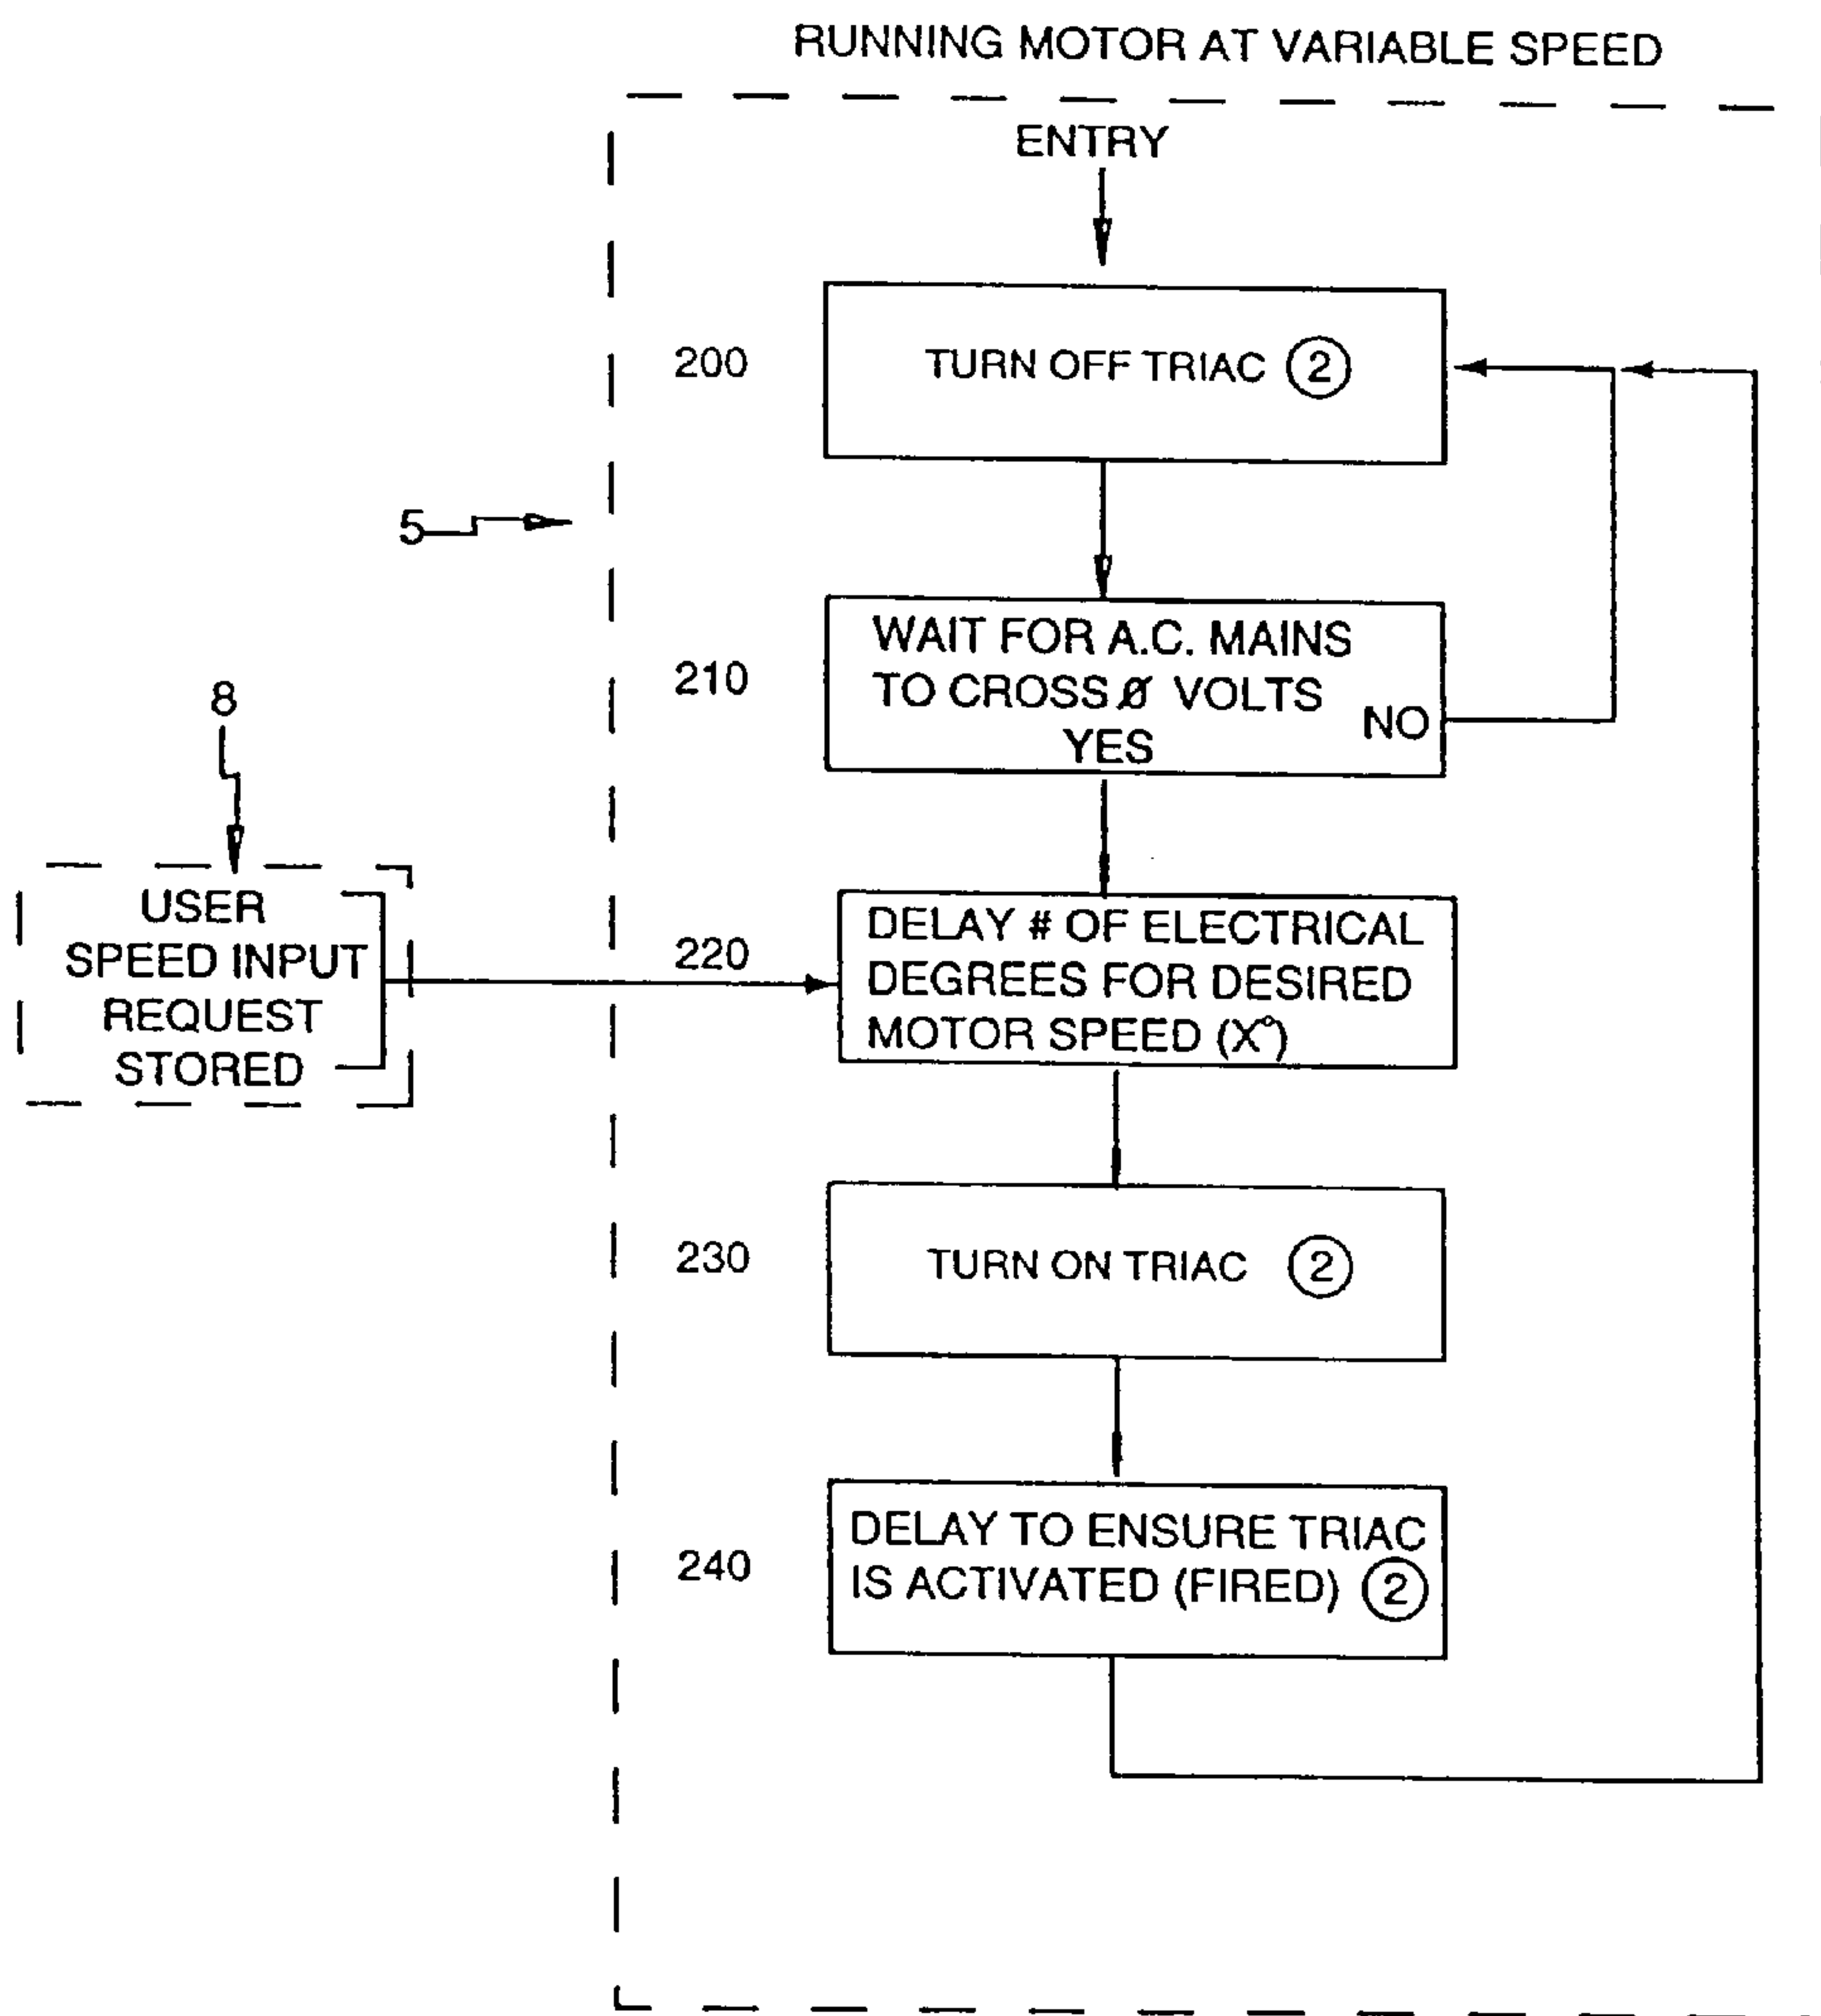 RUNNING MOTOR AT VARIABLE SPEED
ENTRY
200
TURN OFF TRIAC ②
5
210
WAIT FOR A.C. MAINS
TO CROSS Ø VOLTS
YES
NO
8
USER
SPEED INPUT
REQUEST
STORED
220
DELAY # OF ELECTRICAL
DEGREES FOR DESIRED
MOTOR SPEED (X°)
230
TURN ON TRIAC ②
240
DELAY TO ENSURE TRIAC
IS ACTIVATED (FIRED) ②